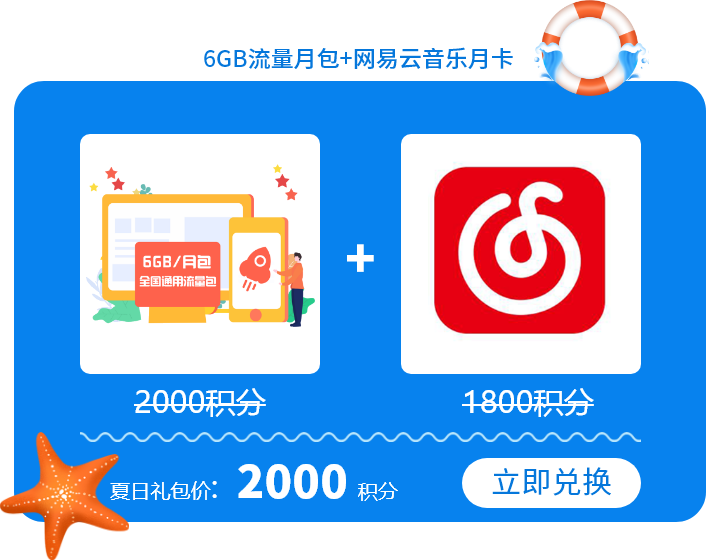 6GB流量月包+网易云音乐月卡
6GB/月包
全国通用流量包
+
2000积分
1800积分
夏日礼包价：2000 积分
立即兑换